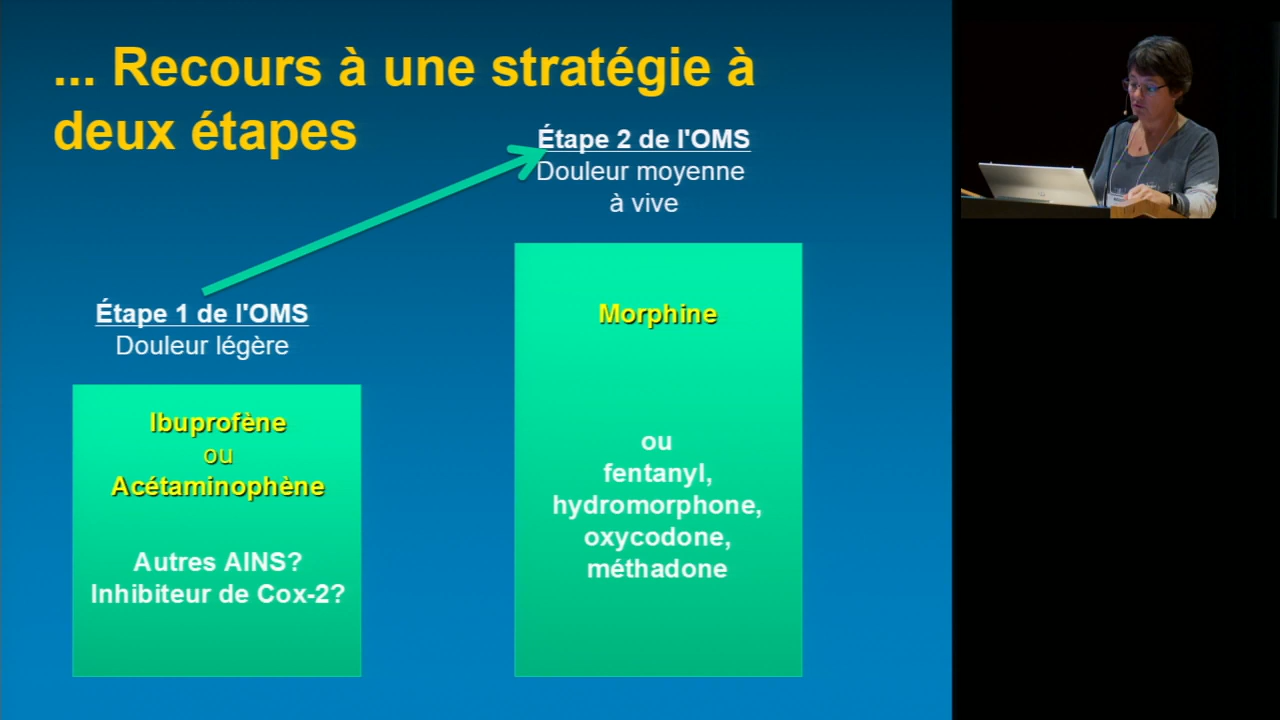 ... Recours à une stratégie à
deux étapes
Étape 2 de l'OMS
Douleur moyenne
à vive
Étape 1 de l'OMS
Douleur légère
Ibuprofène
ou
Acétaminophène
Autres AINS?
Inhibiteur de Cox-2?
Morphine
ou
fentanyl,
hydromorphone,
oxycodone,
méthadone